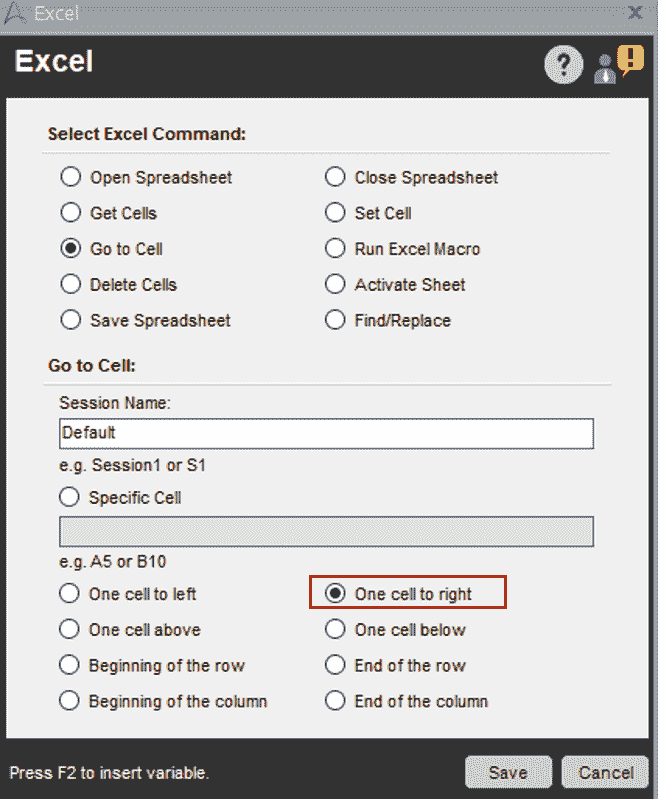 Excel
Excel
Select Excel Command:
Open Spreadsheet Close Spreadsheet
Get Cells Set Cell
Go to Cell Run Excel Macro
Delete Cells Activate Sheet
Save Spreadsheet Find/Replace
Go to Cell:
Session Name:
Default
e.g. Session1 or S1
Specific Cell
e.g. A5 or B10
One cell to left One cell to right
One cell above One cell below
Beginning of the row End of the row
Beginning of the column End of the column
Press F2 to insert variable. Save Cancel